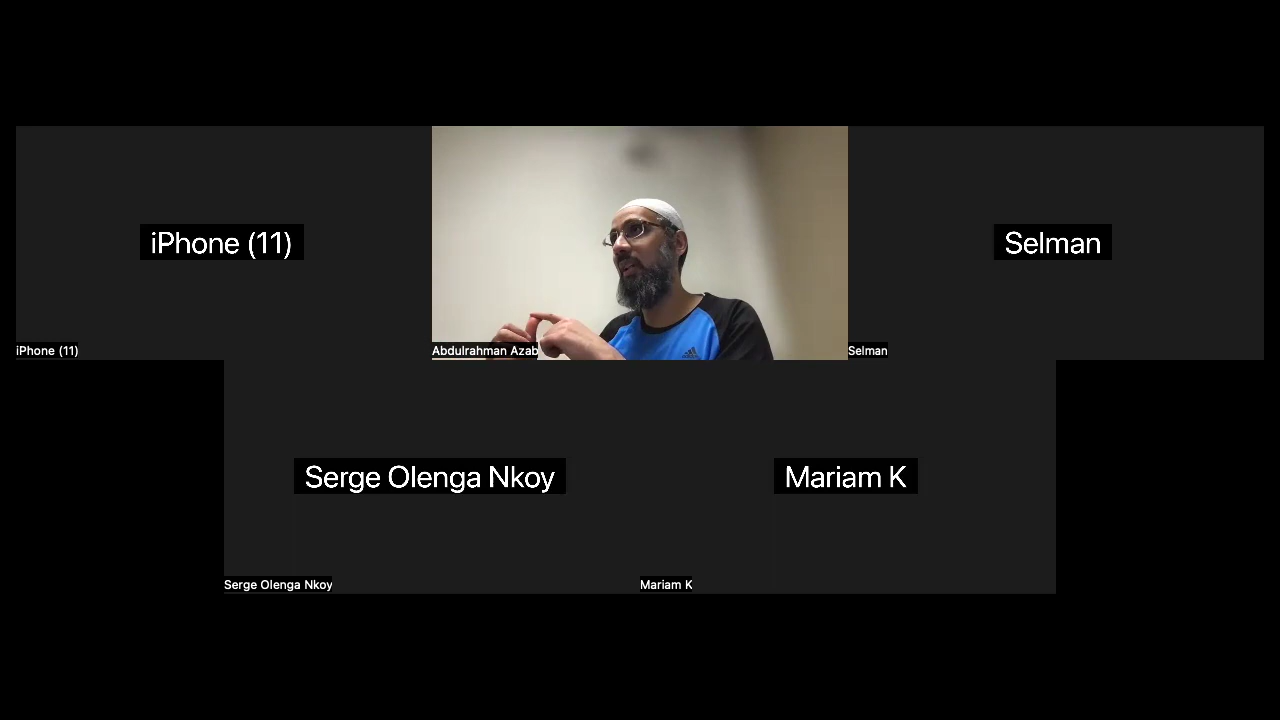 iPhone (11)
Selman
iPhone (11)
Abdulrahman Azab
Selman
Serge Olenga Nkoy
Mariam K
Serge Olenga Nkoy
Mariam K